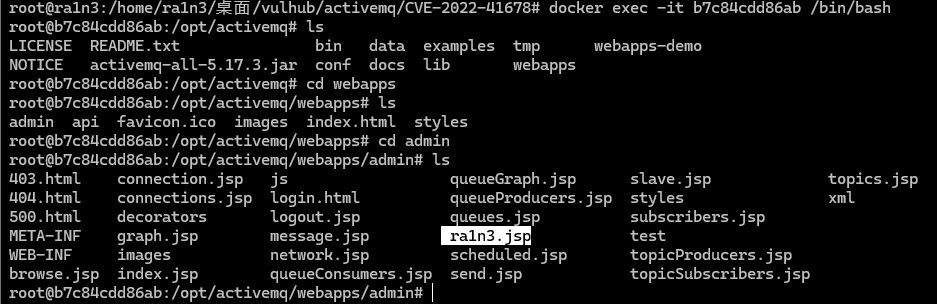 root@ra1n3:/home/ra1n3/桌面/vulhub/activemq/CVE-2022-41678# docker exec -it b7c84cdd86ab /bin/bash
root@b7c84cdd86ab:/opt/activemq# ls
LICENSE  README.txt               bin   data  examples  tmp      webapps-demo
NOTICE   activemq-all-5.17.3.jar  conf  docs  lib       webapps
root@b7c84cdd86ab:/opt/activemq# cd webapps
root@b7c84cdd86ab:/opt/activemq/webapps# ls
admin  api  favicon.ico  images  index.html  styles
root@b7c84cdd86ab:/opt/activemq/webapps# cd admin
root@b7c84cdd86ab:/opt/activemq/webapps/admin# ls
403.html    connection.jsp   js                  queueGraph.jsp      slave.jsp             topics.jsp
404.html    connections.jsp  login.html          queueProducers.jsp  styles                xml
500.html    decorators       logout.jsp          queues.jsp          subscribers.jsp
META-INF    graph.jsp        message.jsp         ra1n3.jsp           test
WEB-INF     images           network.jsp         scheduled.jsp       topicProducers.jsp
browse.jsp  index.jsp        queueConsumers.jsp  send.jsp            topicSubscribers.jsp
root@b7c84cdd86ab:/opt/activemq/webapps/admin#